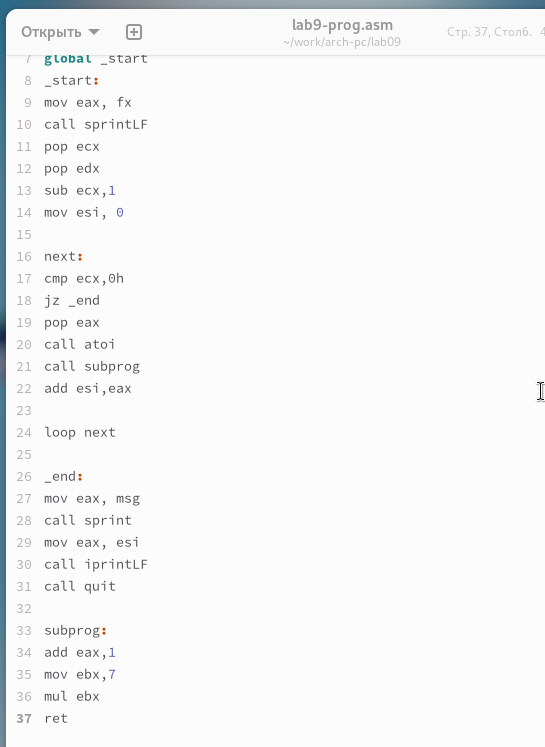 Открыть
lab9-prog.asm
~/work/arch-pc/lab09
Стр. 37, Столб. 4
7 global _start
8 _start:
9 mov eax, fx
10 call sprintLF
11 pop ecx
12 pop edx
13 sub ecx,1
14 mov esi, 0
15
16 next:
17 cmp ecx,0h
18 jz _end
19 pop eax
20 call atoi
21 call subprog
22 add esi,eax
23
24 loop next
25
26 _end:
27 mov eax, msg
28 call sprint
29 mov eax, esi
30 call iprintLF
31 call quit
32
33 subprog:
34 add eax,1
35 mov ebx,7
36 mul ebx
37 ret